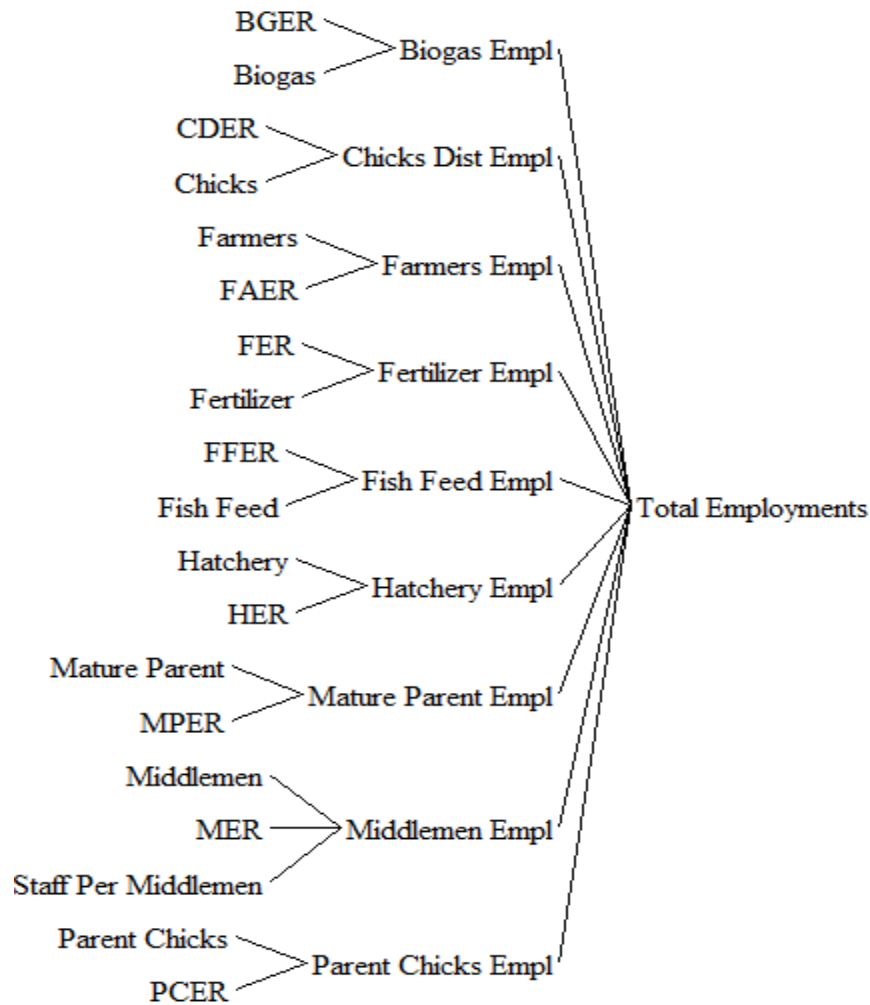 BGER
Biogas Empl
Biogas
CDER
Chicks Dist Empl
Chicks
Farmers
Farmers Empl
FAER
FER
Fertilizer Empl
Fertilizer
FFER
Fish Feed Empl
Fish Feed
Total Employments
Hatchery
Hatchery Empl
HER
Mature Parent
Mature Parent Empl
MPER
Middlemen
MER
Middlemen Empl
Staff Per Middlemen
Parent Chicks
Parent Chicks Empl
PCER